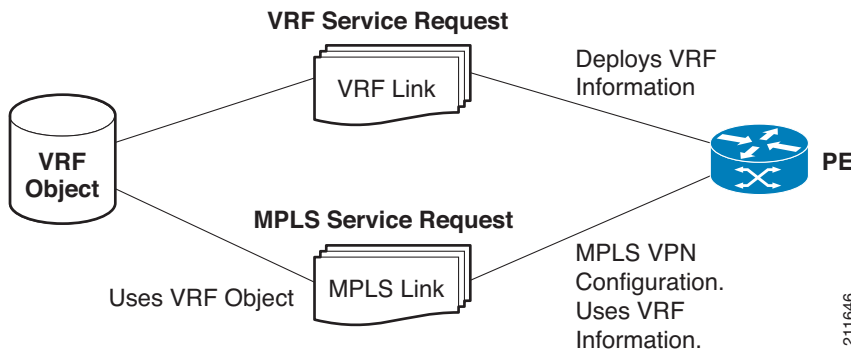 VRF Service Request
VRF Link
Deploys VRF
Information
VRF
Object
PE
MPLS Service Request
Uses VRF Object
MPLS Link
MPLS VPN
Configuration.
Uses VRF
Information.
211646